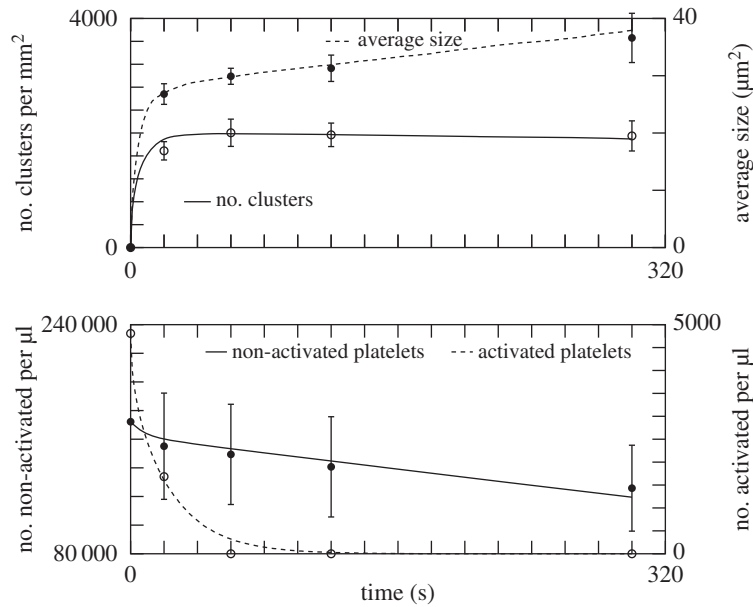 4000
40
average size
no. clusters per mm²
average size (µm²)
no. clusters
0
0
0
320
240 000
5000
non-activated platelets
activated platelets
no. non-activated per µl
no. activated per µl
80 000
0
0
320
time (s)